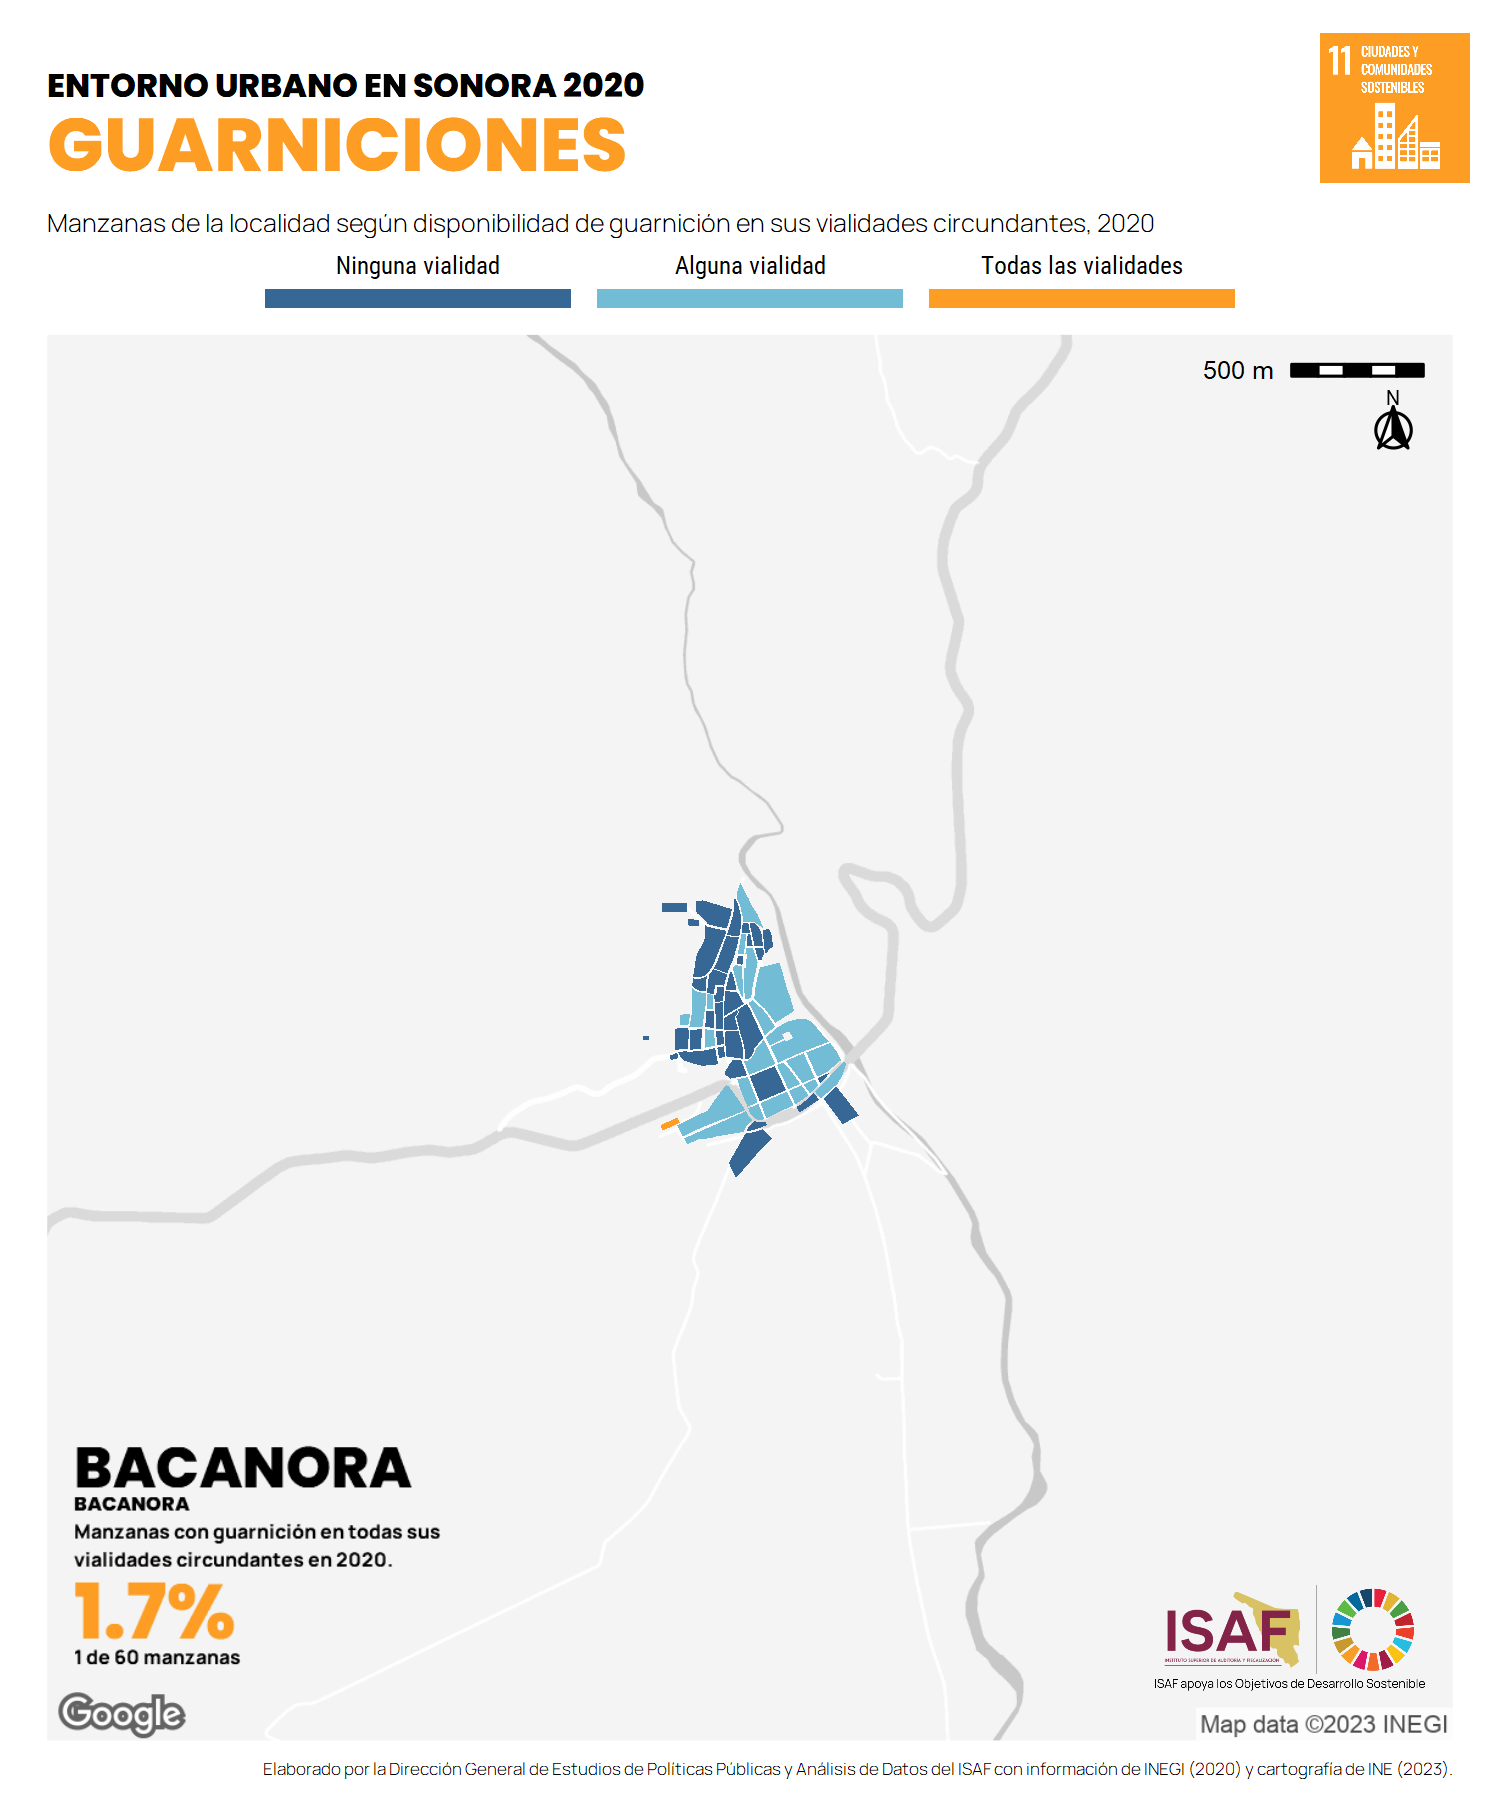 ENTORNO URBANO EN SONORA 2020
GUARNICIONES
11 CIUDADES Y
COMUNIDADES
SOSTENIBLES
Manzanas de la localidad según disponibilidad de guarnición en sus vialidades circundantes, 2020
Ninguna vialidad Alguna vialidad Todas las vialidades
500 m
N
BACANORA
BACANORA
Manzanas con guarnición en todas sus
vialidades circundantes en 2020.
1.7%
1 de 60 manzanas
ISAF
INSTITUTO SUPERIOR DE AUDITORÍA Y FISCALIZACIÓN
ISAF apoya los Objetivos de Desarrollo Sostenible
Google
Map data ©2023 INEGI
Elaborado por la Dirección General de Estudios de Políticas Públicas y Análisis de Datos del ISAF con información de INEGI (2020) y cartografía de INE (2023).